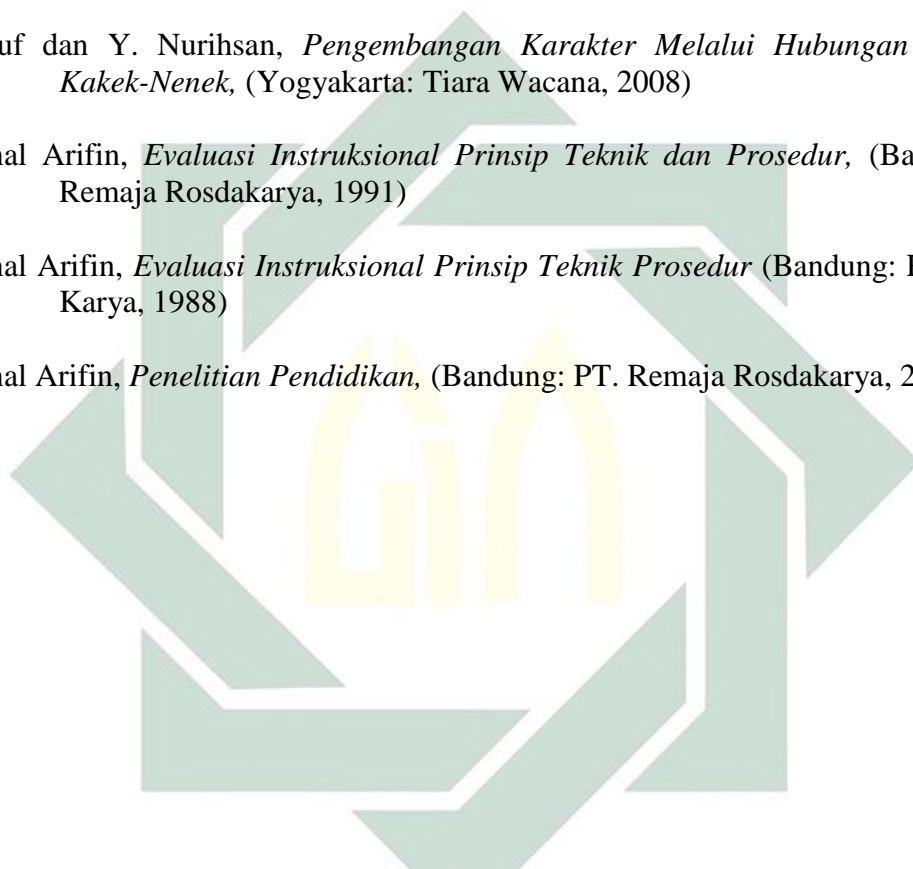 uf dan Y. Nurihsan, Pengembangan Karakter Melalui Hubungan
Kakek-Nenek, (Yogyakarta: Tiara Wacana, 2008)
nal Arifin, Evaluasi Instruksional Prinsip Teknik dan Prosedur, (Ba
Remaja Rosdakarya, 1991)
nal Arifin, Evaluasi Instruksional Prinsip Teknik Prosedur (Bandung:
Karya, 1988)
nal Arifin, Penelitian Pendidikan, (Bandung: PT. Remaja Rosdakarya, 2